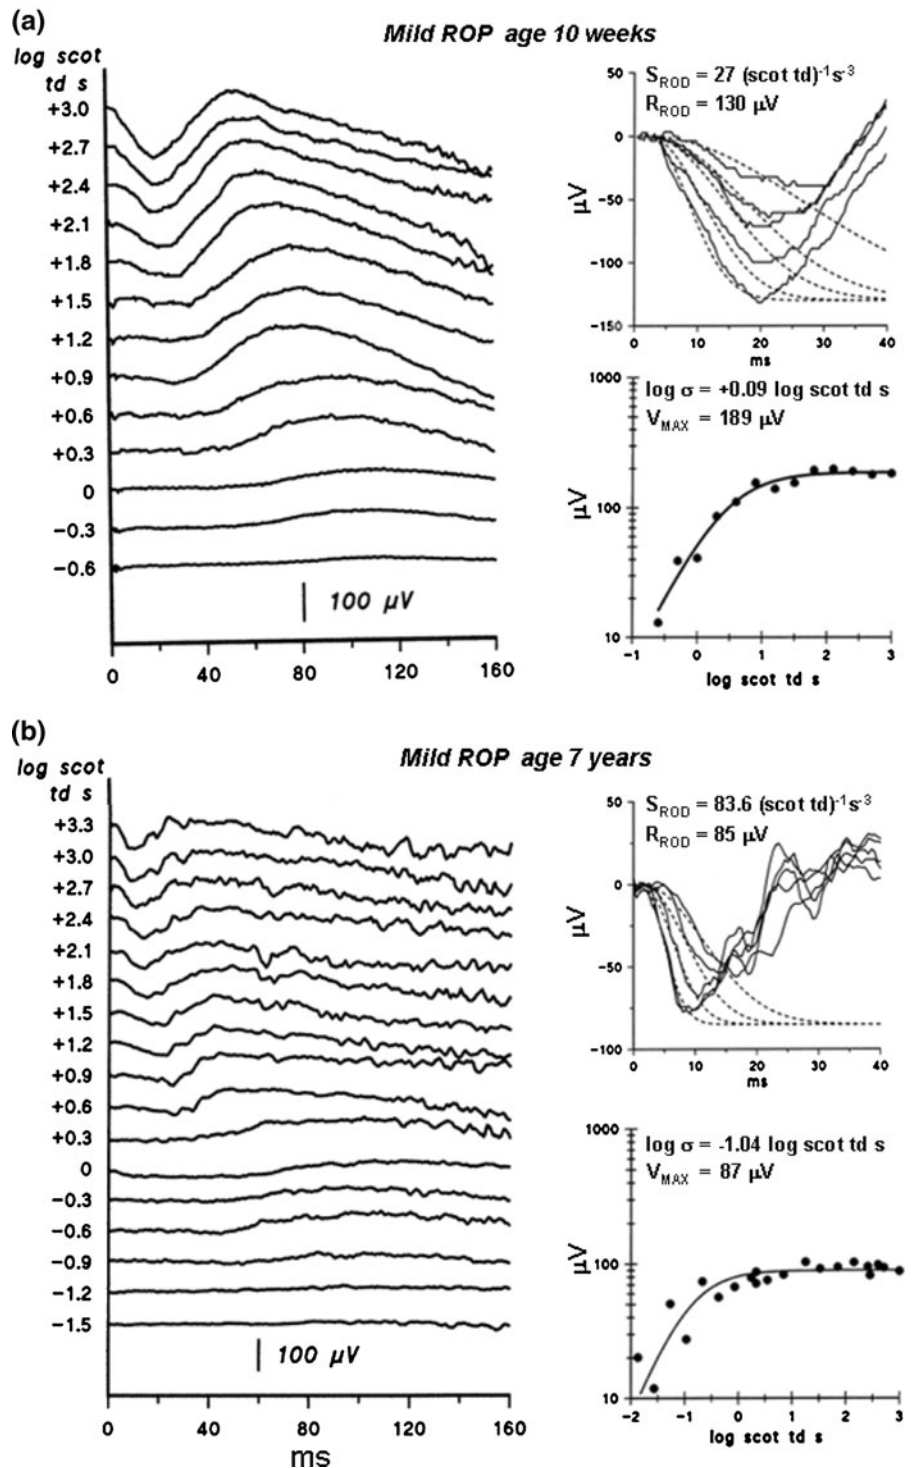 (a)
Mild ROP age 10 weeks
log scot
td s
+3.0
+2.7
+2.4
+2.1
+1.8
+1.5
+1.2
+0.9
+0.6
+0.3
0
−0.3
−0.6
100 µV
0 40 80 120 160
S_ROD = 27 (scot td)⁻¹s⁻³
R_ROD = 130 µV
50
0
−50
−100
−150
µV
0 10 20 30 40
ms
log σ = +0.09 log scot td s
V_MAX = 189 µV
1000
100
10
µV
−1 0 1 2 3
log scot td s
(b)
Mild ROP age 7 years
log scot
td s
+3.3
+3.0
+2.7
+2.4
+2.1
+1.8
+1.5
+1.2
+0.9
+0.6
+0.3
0
−0.3
−0.6
−0.9
−1.2
−1.5
100 µV
0 40 80 120 160
ms
S_ROD = 83.6 (scot td)⁻¹s⁻³
R_ROD = 85 µV
50
0
−50
−100
µV
0 10 20 30 40
ms
log σ = -1.04 log scot td s
V_MAX = 87 µV
1000
100
10
µV
−2 −1 0 1 2 3
log scot td s